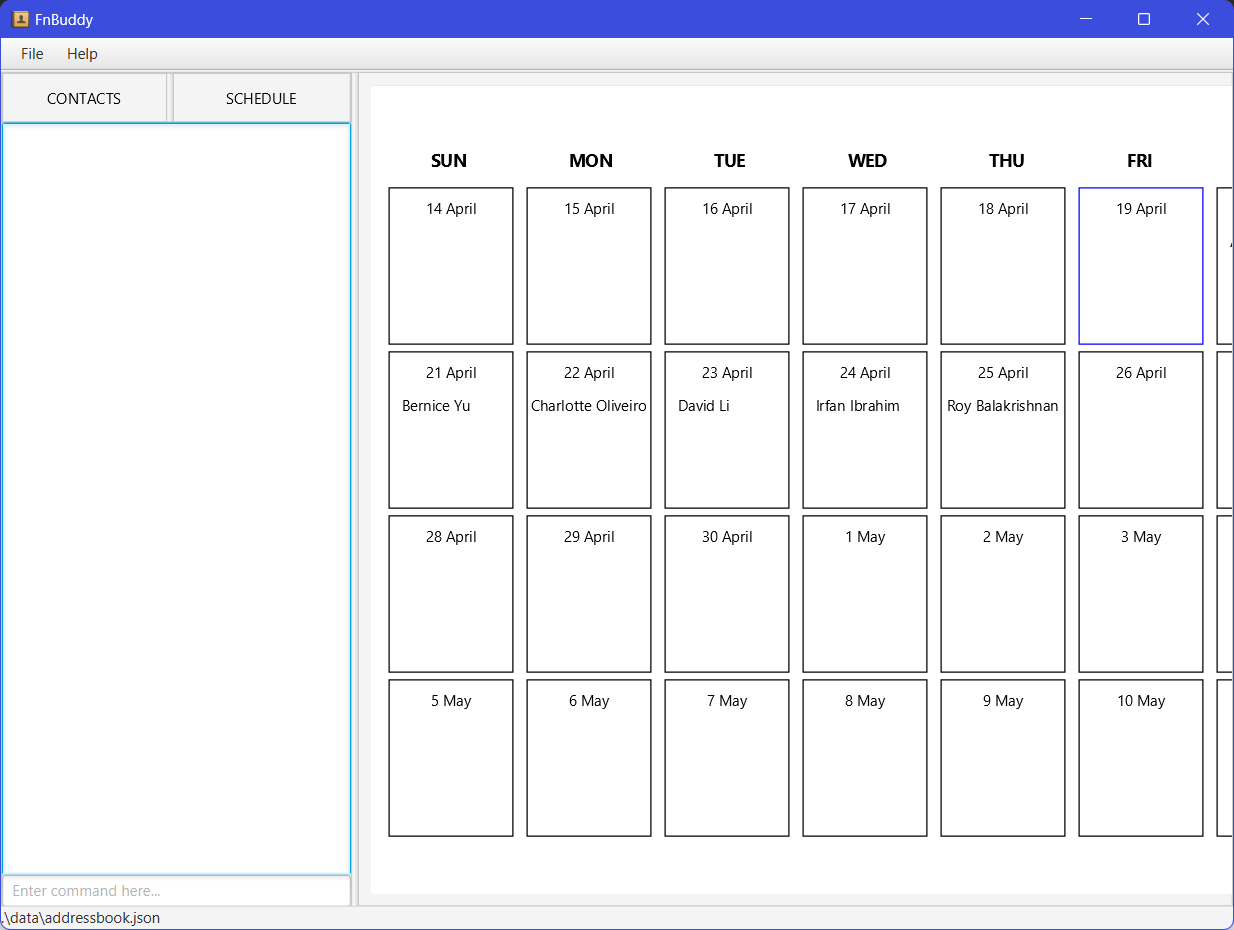 FnBuddy
File Help
CONTACTS SCHEDULE
SUN MON TUE WED THU FRI
14 April 15 April 16 April 17 April 18 April 19 April
21 April 22 April 23 April 24 April 25 April 26 April
Bernice Yu Charlotte Oliveiro David Li Irfan Ibrahim Roy Balakrishnan
28 April 29 April 30 April 1 May 2 May 3 May
5 May 6 May 7 May 8 May 9 May 10 May
Enter command here...
.\data\addressbook.json